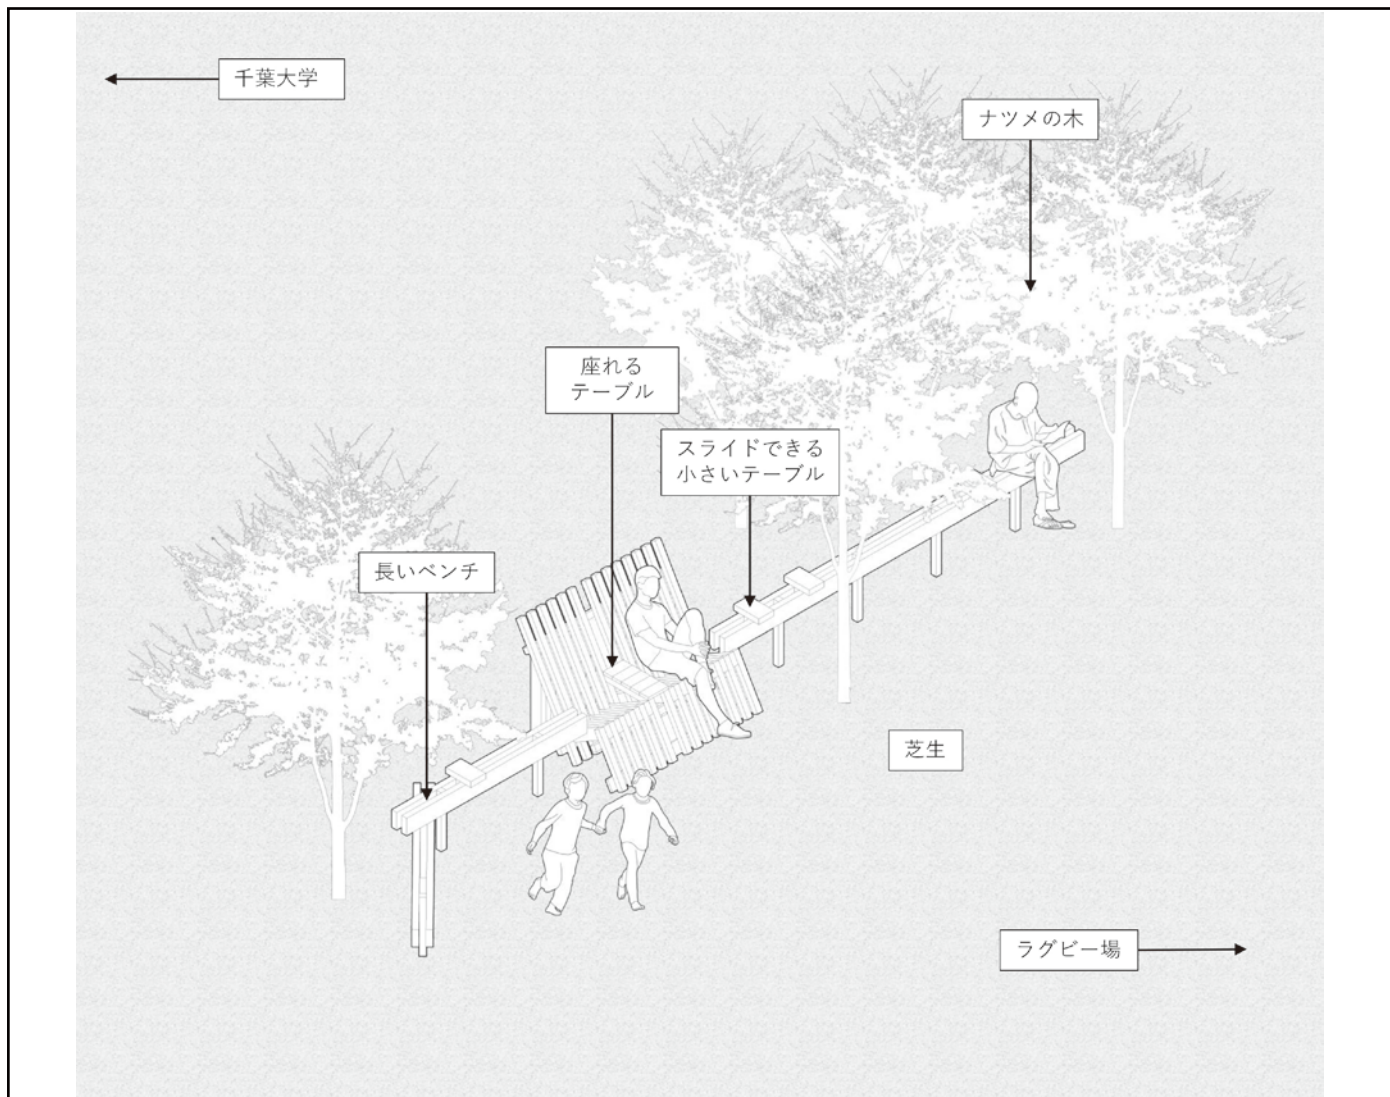 千葉大学
ナツメの木
座れる
テーブル
スライドできる
小さいテーブル
長いベンチ
芝生
ラグビー場